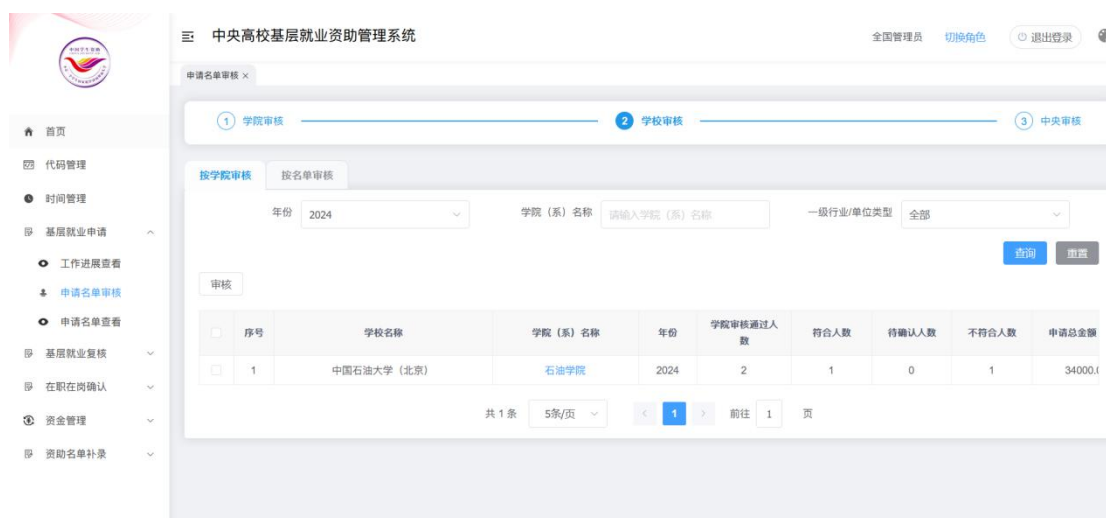 中央高校基层就业资助管理系统
全国管理员 切换角色 退出登录
申请名单审核 ×
首页
代码管理
时间管理
基层就业申请
工作进展查看
申请名单审核
申请名单查看
基层就业复核
在职在岗确认
资金管理
资助名单补录
1 学院审核 2 学校审核 3 中央审核
按学院审核 按名单审核
年份 2024 学院（系）名称 请输入学院（系）名称 一级行业/单位类型 全部
查询 重置
审核
序号 学校名称 学院（系）名称 年份 学院审核通过人数 符合人数 待确认人数 不符合人数 申请总金额
1 中国石油大学（北京） 石油学院 2024 2 1 0 1 34000.
共 1 条 5条/页 < 1 > 前往 1 页